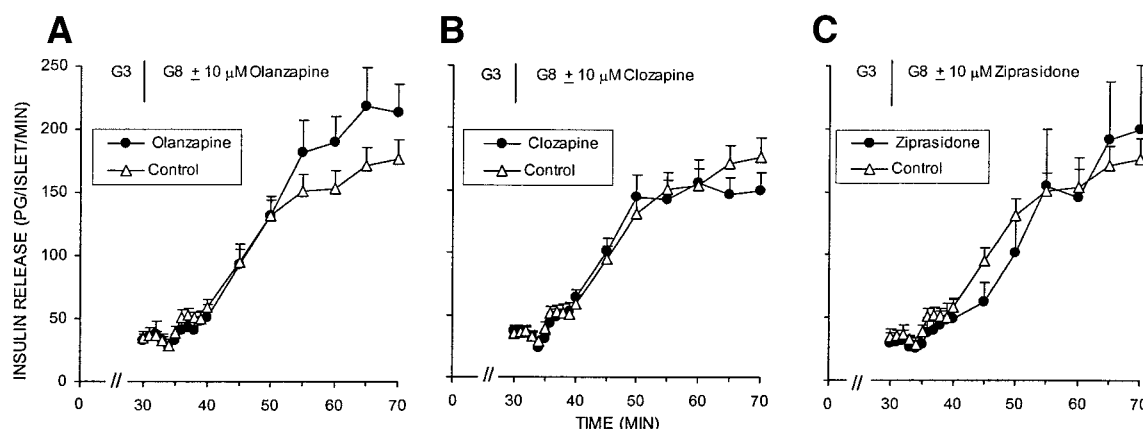 A
B
C
G3
G8 ± 10 µM Olanzapine
G3
G8 ± 10 µM Clozapine
G3
G8 ± 10 µM Ziprasidone
INSULIN RELEASE (PG/ISLET/MIN)
250
200
150
100
50
0
Olanzapine
Control
Clozapine
Control
Ziprasidone
Control
0 // 30 40 50 60 70
0 // 30 40 50 60 70
0 // 30 40 50 60 70
TIME (MIN)